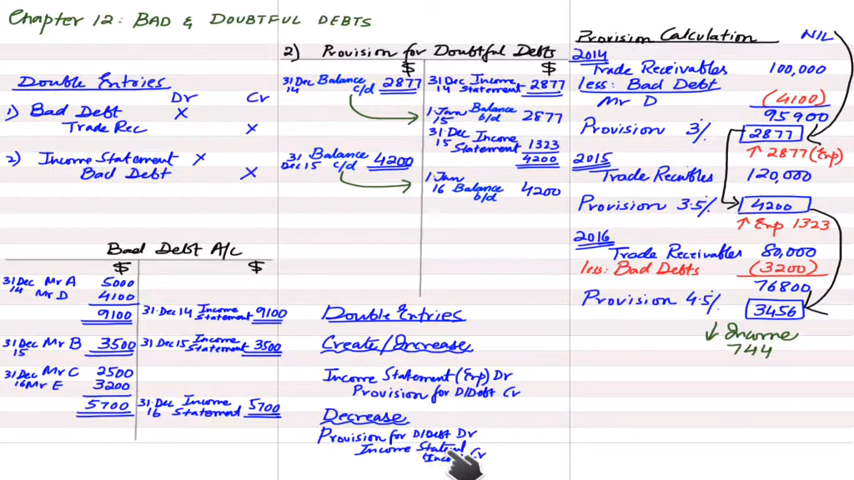 Chapter 12: BAD & DOUBTFUL DEBTS
Double Entries
Dr Cr
1) Bad Debt X
Trade Rec X
2) Income Statement X
Bad Debt X
Bad Debt A/C
$ $
31 Dec 14 Mr A 5000
Mr D 4100
9100 31 Dec 14 Income Statement 9100
31 Dec 15 Mr B 3500 31 Dec 15 Income Statement 3500
31 Dec 16 Mr C 2500
Mr E 3200
5700 31 Dec 16 Income Statement 5700
2) Provision for Doubtful Debts
$ $
31 Dec 14 Balance c/d 2877 31 Dec 14 Income Statement 2877
1 Jan 15 Balance b/d 2877
31 Dec 15 Income Statement 1323
31 Dec 15 Balance c/d 4200 4200
1 Jan 16 Balance b/d 4200
Double Entries
Create/Increase
Income Statement (Exp) Dr
Provision for D/Debt Cr
Decrease
Provision for D/Debt Dr
Income Cr
Provision Calculation NIL
2014
Trade Receivables 100,000
less: Bad Debt
Mr D (4100)
95900
Provision 3% 2877
↑ 2877 (Exp)
2015
Trade Receivables 120,000
Provision 3.5% 4200
↑ Exp 1323
2016
Trade Receivables 80,000
less: Bad Debts (3200)
76800
Provision 4.5% 3456
↓ Income
744